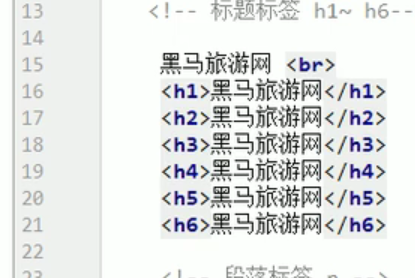 13 <!-- 标题标签 h1~ h6--
14
15 黑马旅游网 <br>
16 <h1>黑马旅游网</h1>
17 <h2>黑马旅游网</h2>
18 <h3>黑马旅游网</h3>
19 <h4>黑马旅游网</h4>
20 <h5>黑马旅游网</h5>
21 <h6>黑马旅游网</h6>
22
23 <!-- 段落标签 p -->